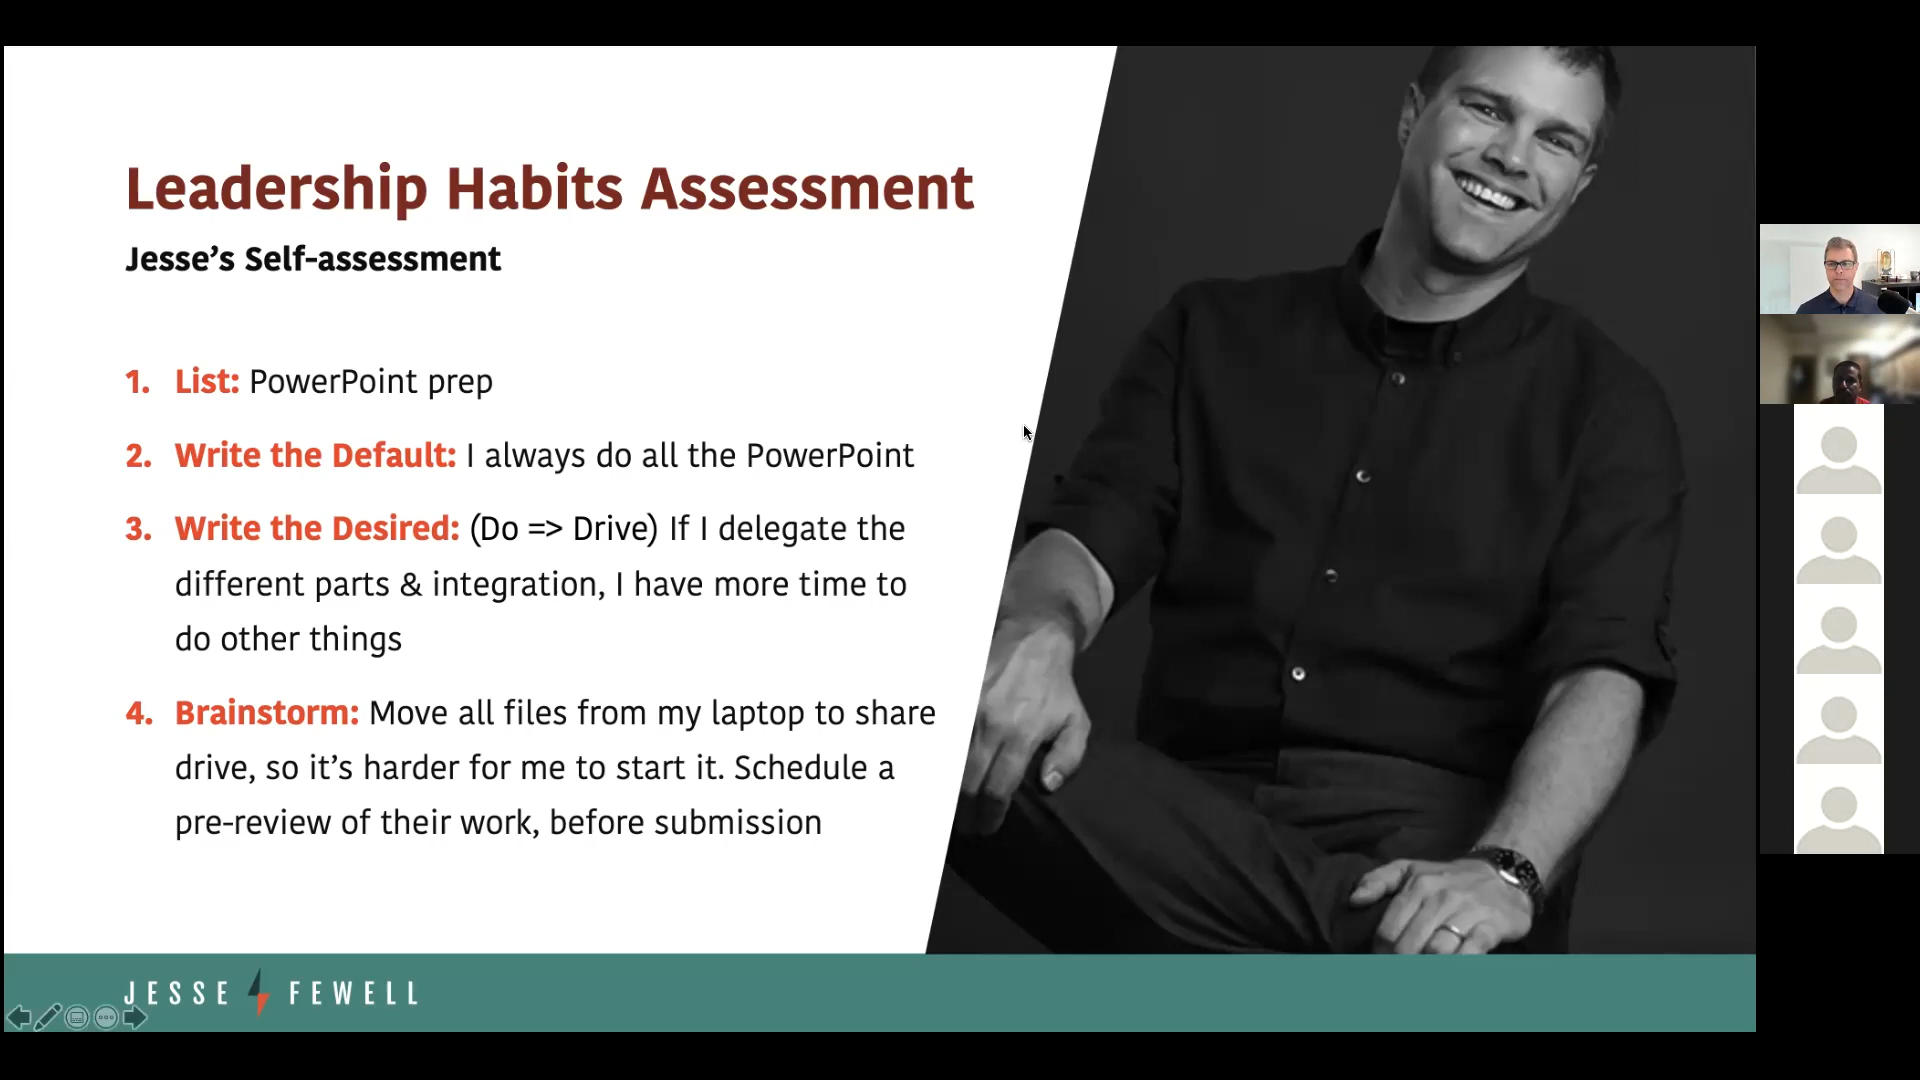 Leadership Habits Assessment
Jesse’s Self-assessment
1. List: PowerPoint prep
2. Write the Default: I always do all the PowerPoint
3. Write the Desired: (Do => Drive) If I delegate the
different parts & integration, I have more time to
do other things
4. Brainstorm: Move all files from my laptop to share
drive, so it’s harder for me to start it. Schedule a
pre-review of their work, before submission
JESSE FEWELL